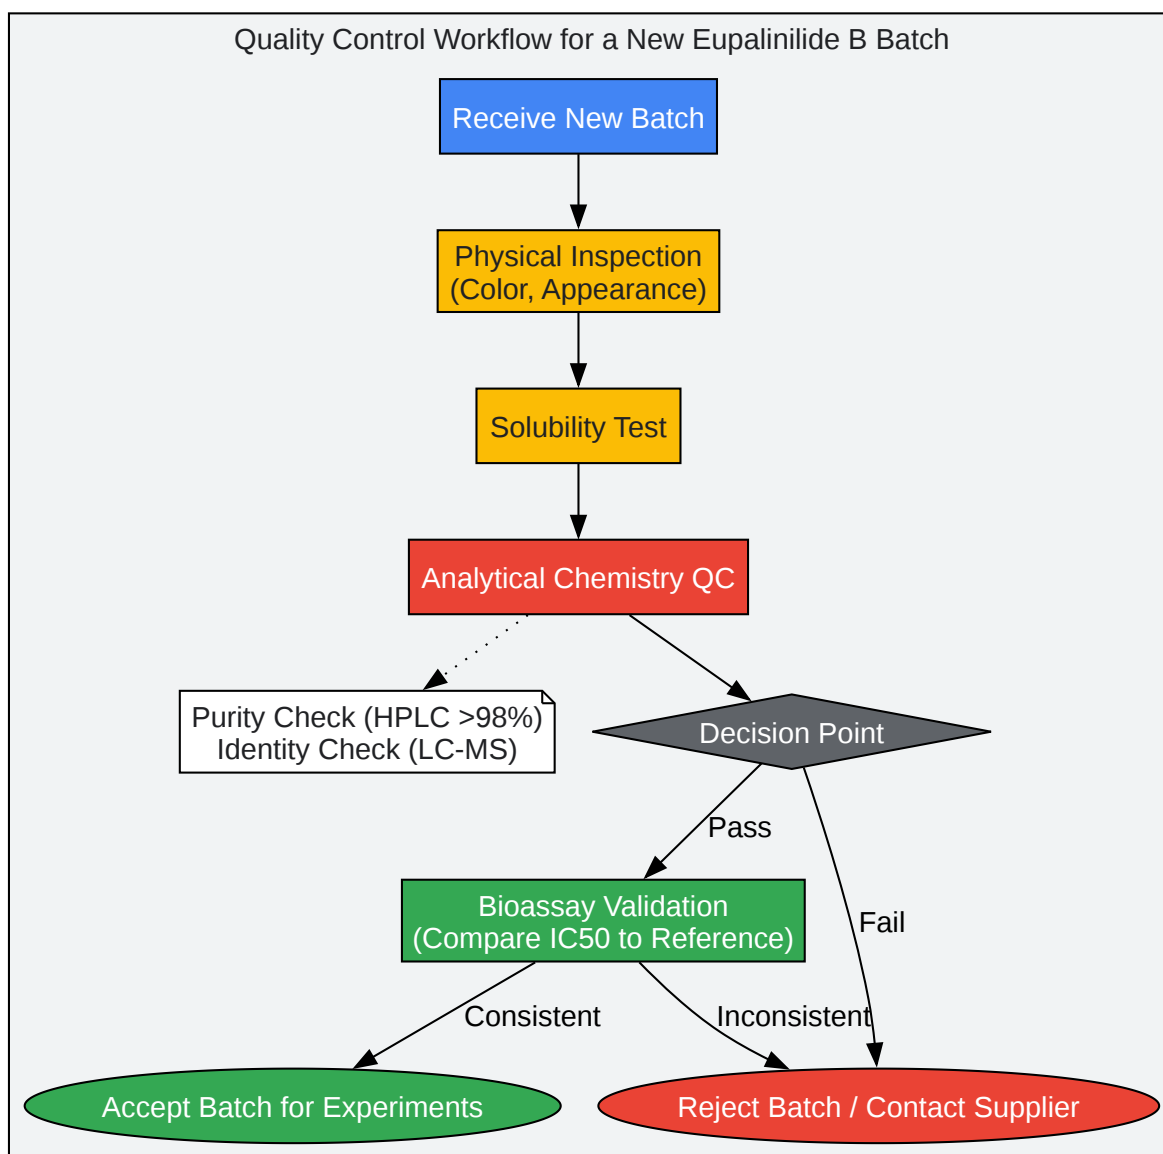 Quality Control Workflow for a New Eupalinilide B Batch
Receive New Batch
Physical Inspection
(Color, Appearance)
Solubility Test
Analytical Chemistry QC
Purity Check (HPLC >98%)
Identity Check (LC-MS)
Decision Point
Pass
Fail
Bioassay Validation
(Compare IC50 to Reference)
Consistent
Inconsistent
Accept Batch for Experiments
Reject Batch / Contact Supplier